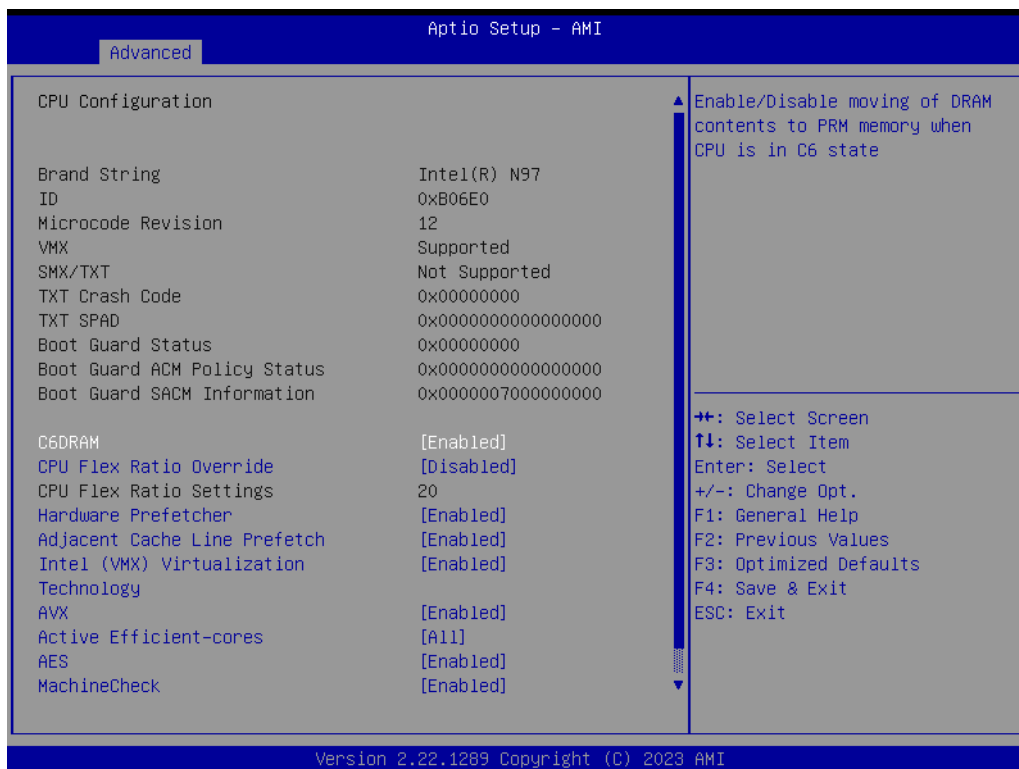 Aptio Setup - AMI
Advanced
CPU Configuration
Brand String Intel(R) N97
ID 0xB06E0
Microcode Revision 12
VMX Supported
SMX/TXT Not Supported
TXT Crash Code 0x00000000
TXT SPAD 0x0000000000000000
Boot Guard Status 0x00000000
Boot Guard ACM Policy Status 0x0000000000000000
Boot Guard SACM Information 0x0000007000000000
C6DRAM [Enabled]
CPU Flex Ratio Override [Disabled]
CPU Flex Ratio Settings 20
Hardware Prefetcher [Enabled]
Adjacent Cache Line Prefetch [Enabled]
Intel (VMX) Virtualization [Enabled]
Technology
AVX [Enabled]
Active Efficient-cores [All]
AES [Enabled]
MachineCheck [Enabled]
Enable/Disable moving of DRAM
contents to PRM memory when
CPU is in C6 state
→←: Select Screen
↑↓: Select Item
Enter: Select
+/-: Change Opt.
F1: General Help
F2: Previous Values
F3: Optimized Defaults
F4: Save & Exit
ESC: Exit
Version 2.22.1289 Copyright (C) 2023 AMI